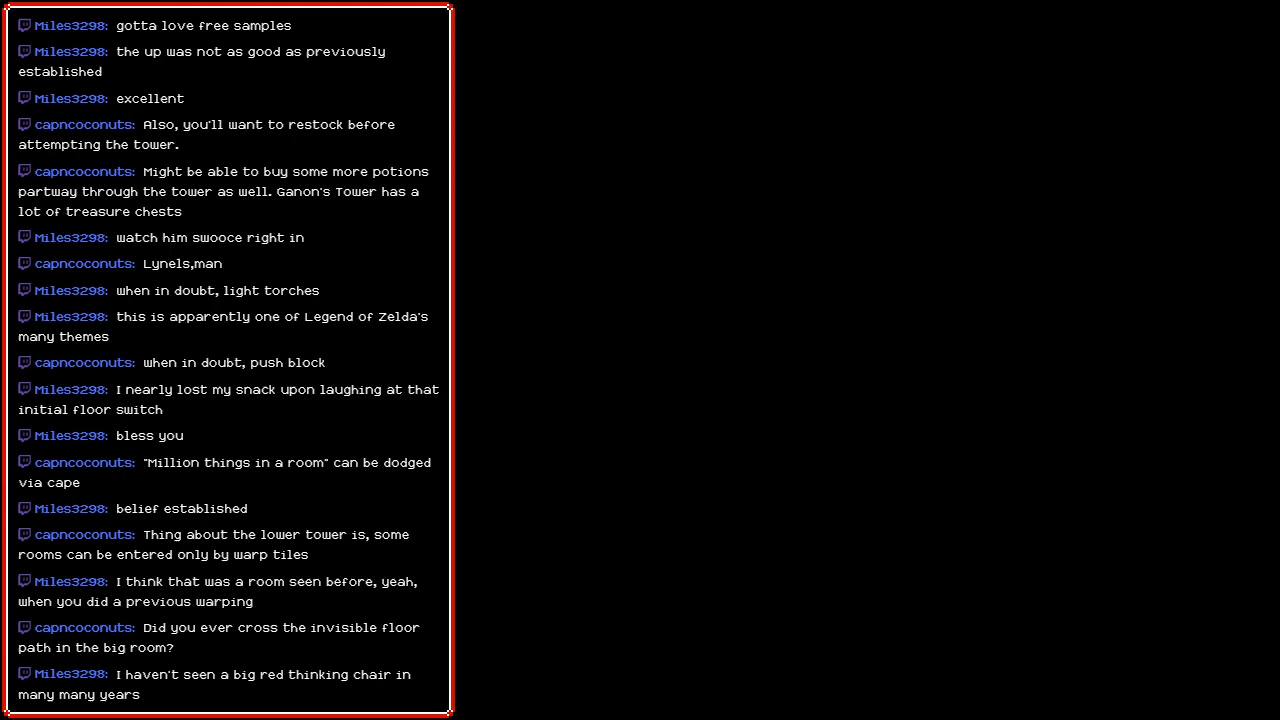 Miles3298: gotta love free samples
Miles3298: the up was not as good as previously
established
Miles3298: excellent
capncoconuts: Also, you'll want to restock before
attempting the tower.
capncoconuts: Might be able to buy some more potions
partway through the tower as well. Ganon's Tower has a
lot of treasure chests
Miles3298: watch him swooce right in
capncoconuts: Lynels,man
Miles3298: when in doubt, light torches
Miles3298: this is apparently one of Legend of Zelda's
many themes
capncoconuts: when in doubt, push block
Miles3298: I nearly lost my snack upon laughing at that
initial floor switch
Miles3298: bless you
capncoconuts: "Million things in a room" can be dodged
via cape
Miles3298: belief established
capncoconuts: Thing about the lower tower is, some
rooms can be entered only by warp tiles
Miles3298: I think that was a room seen before, yeah,
when you did a previous warping
capncoconuts: Did you ever cross the invisible floor
path in the big room?
Miles3298: I haven't seen a big red thinking chair in
many many years